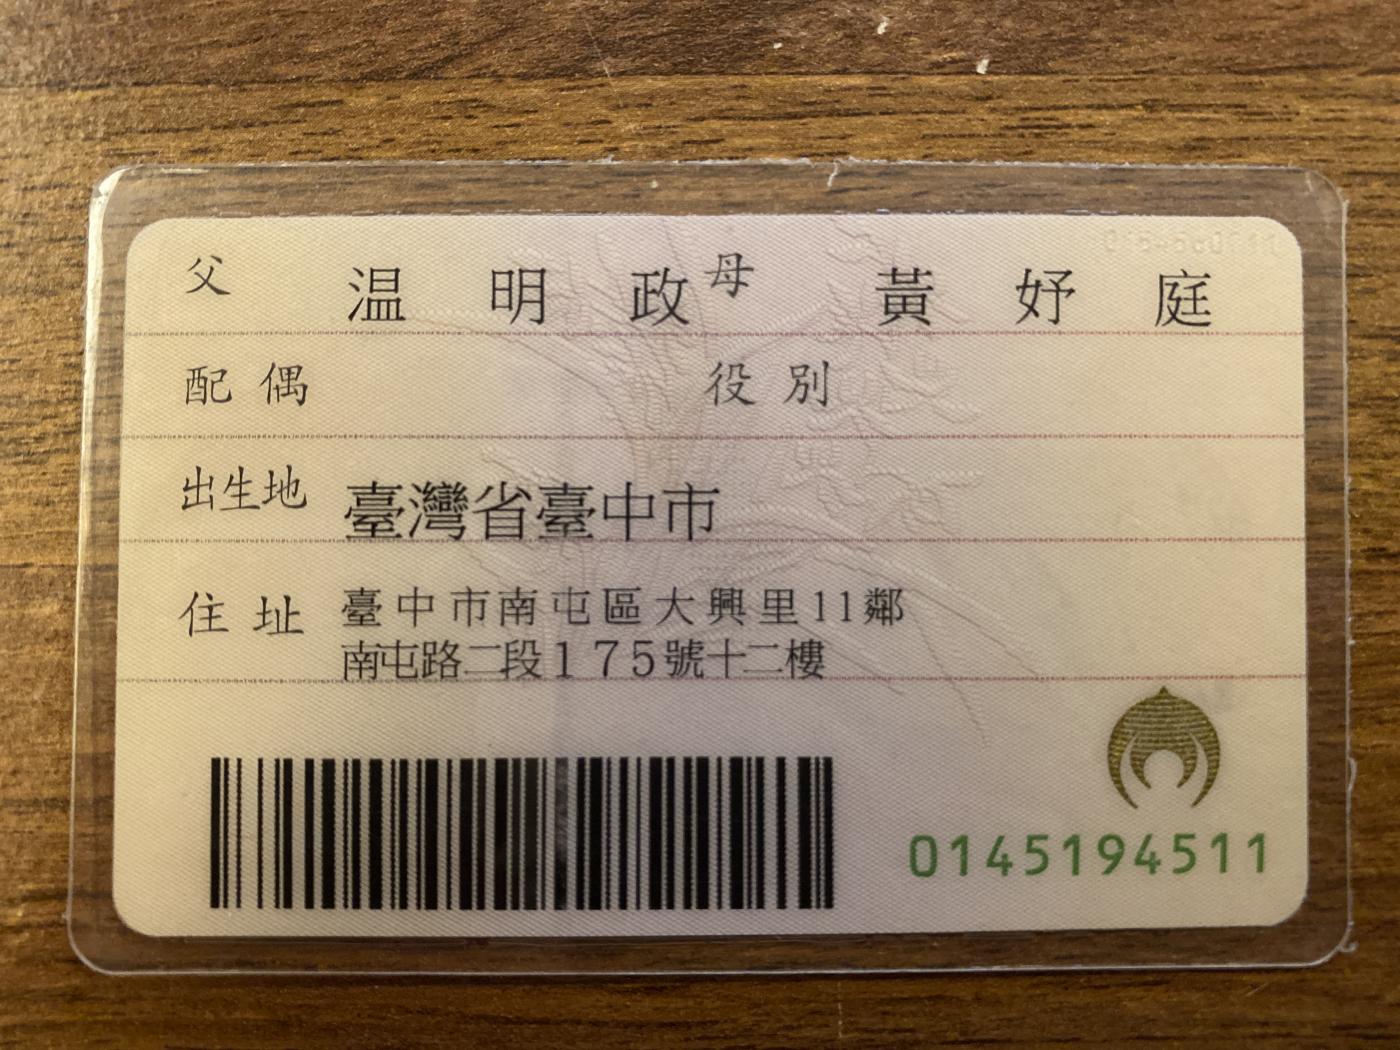 父 温明政 母 黃妤庭
配偶 役別
出生地 臺灣省臺中市
住址 臺中市南屯區大興里11鄰
南屯路二段175號十二樓
0145194511